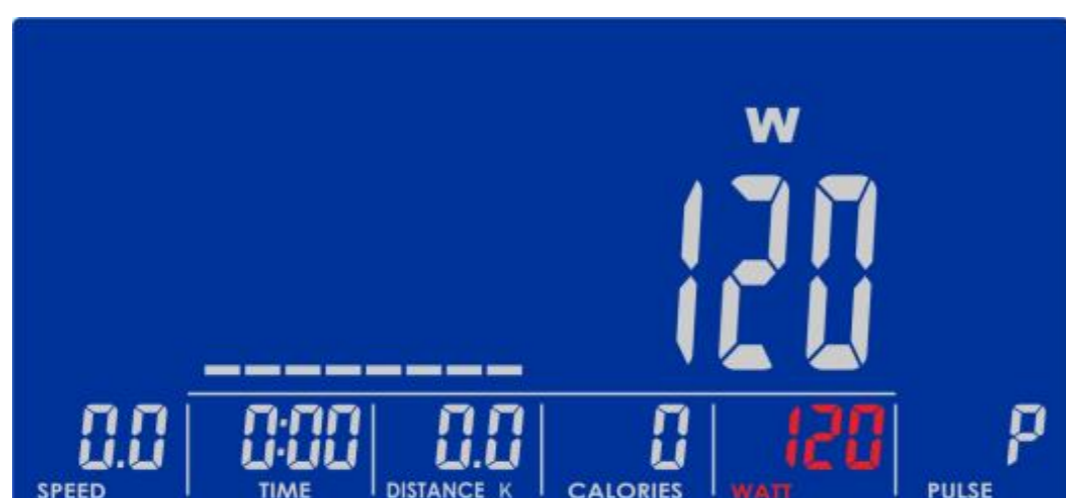 W
120
0.0 0:00 0.0 0 120 P
SPEED TIME DISTANCE K CALORIES WATT PULSE